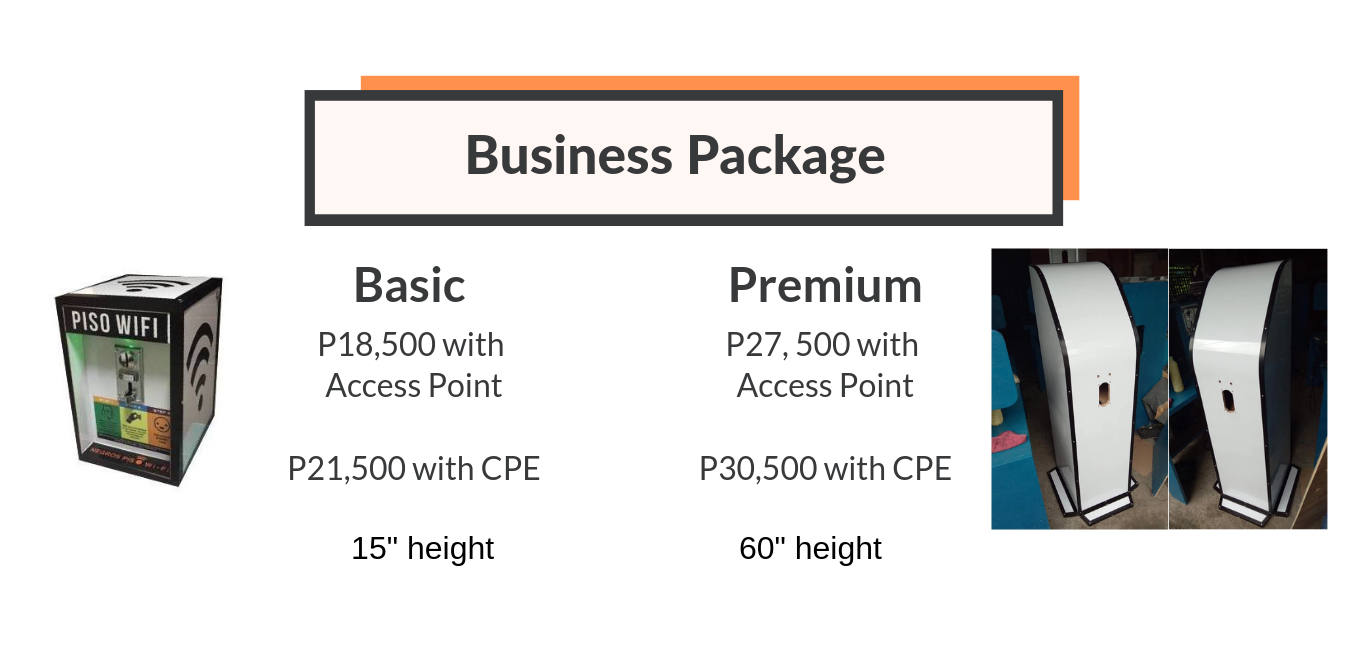 Business Package
Basic
P18,500 with
Access Point
P21,500 with CPE
15" height
Premium
P27, 500 with
Access Point
P30,500 with CPE
60" height
PISO WIFI
NEGROS PISO WI-FI